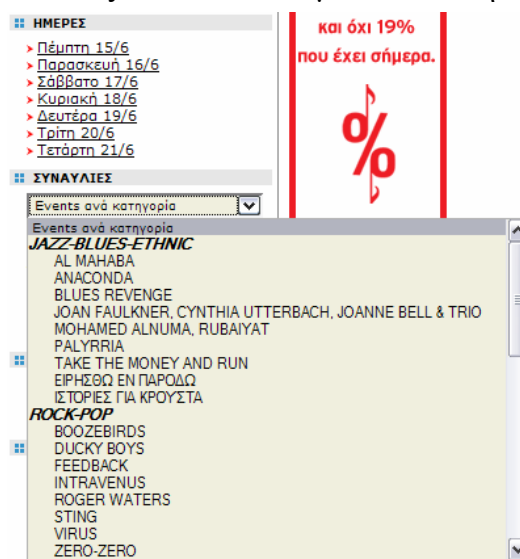 ΗΜΕΡΕΣ
Πέμπτη 15/6
Παρασκευή 16/6
Σάββατο 17/6
Κυριακή 18/6
Δευτέρα 19/6
Τρίτη 20/6
Τετάρτη 21/6
και όχι 19%
που έχει σήμερα.
%
ΣΥΝΑΥΛΙΕΣ
Events ανά κατηγορία
Events ανά κατηγορία
JAZZ-BLUES-ETHNIC
AL MAHABA
ANACONDA
BLUES REVENGE
JOAN FAULKNER, CYNTHIA UTTERBACH, JOANNE BELL & TRIO
MOHAMED ALNUMA, RUBAIYAT
PALYRRIA
TAKE THE MONEY AND RUN
ΕΙΡΗΣΘΩ ΕΝ ΠΑΡΟΔΩ
ΙΣΤΟΡΙΕΣ ΓΙΑ ΚΡΟΥΣΤΑ
ROCK-POP
BOOZEBIRDS
DUCKY BOYS
FEEDBACK
INTRAVENUS
ROGER WATERS
STING
VIRUS
ZERO-ZERO